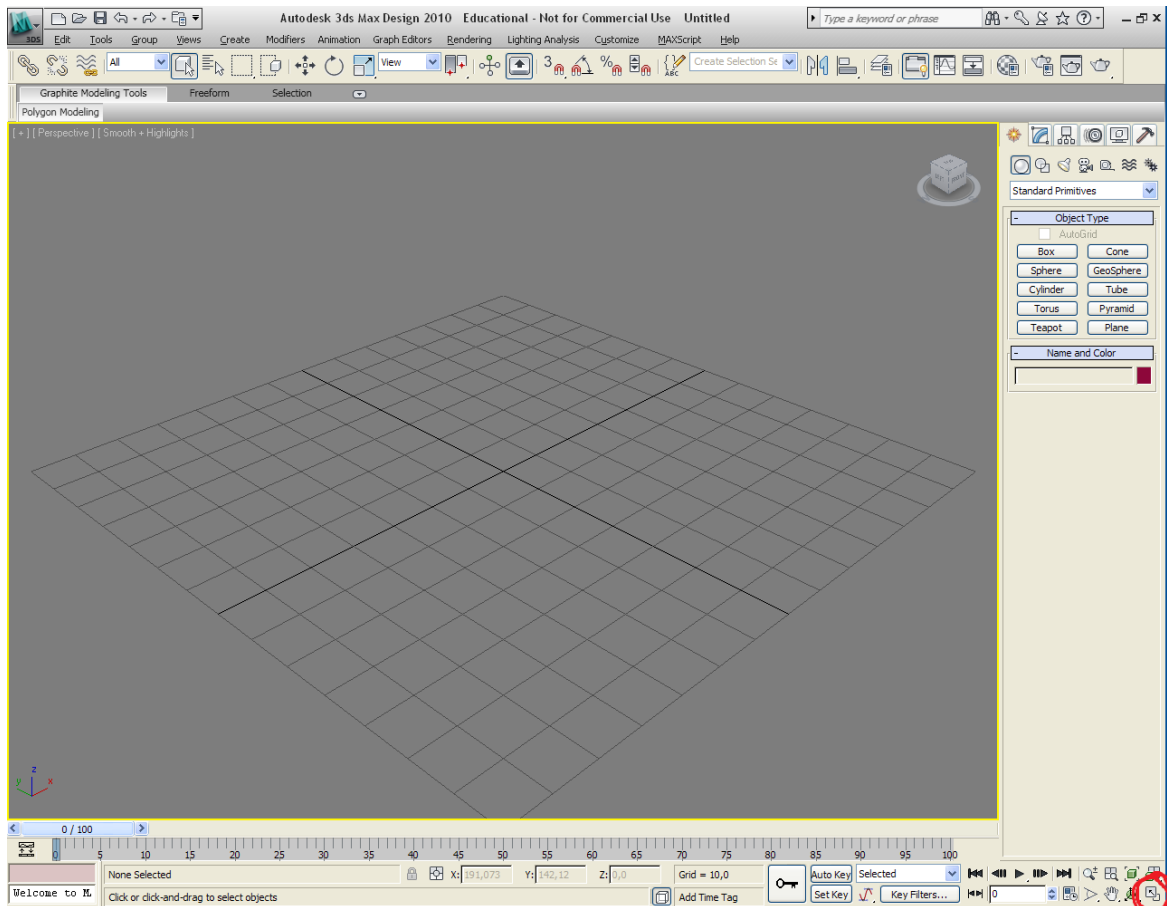 Autodesk 3ds Max Design 2010 Educational - Not for Commercial Use Untitled
Type a keyword or phrase
3DS
Edit Tools Group Views Create Modifiers Animation Graph Editors Rendering Lighting Analysis Customize MAXScript Help
All
View
3
%
ABC
Create Selection Se
Graphite Modeling Tools Freeform Selection
Polygon Modeling
[ + ] [ Perspective ] [ Smooth + Highlights ]
Standard Primitives
- Object Type
AutoGrid
Box Cone
Sphere GeoSphere
Cylinder Tube
Torus Pyramid
Teapot Plane
- Name and Color
z
y x
< 0 / 100 >
0 5 10 15 20 25 30 35 40 45 50 55 60 65 70 75 80 85 90 95 100
None Selected X: 191,073 Y: 142,12 Z: 0,0 Grid = 10,0 Auto Key Selected
Welcome to M. Click or click-and-drag to select objects Add Time Tag Set Key Key Filters... 0